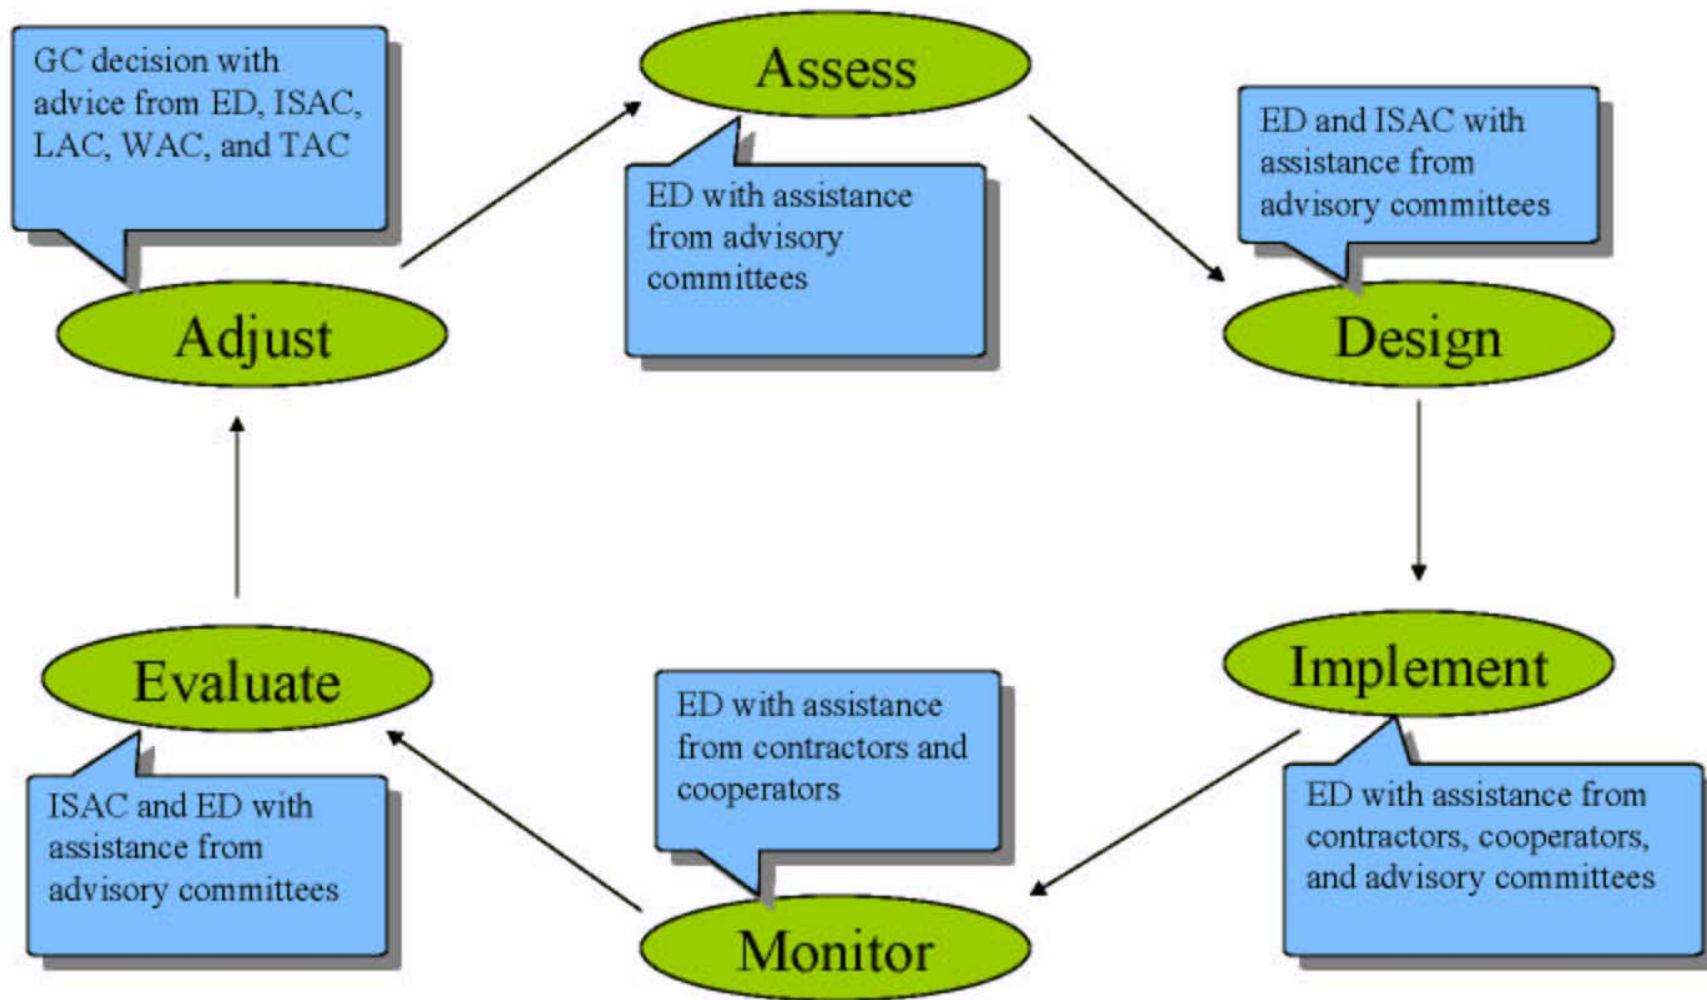 GC decision with
advice from ED, ISAC,
LAC, WAC, and TAC
Adjust
Assess
ED with assistance
from advisory
committees
ED and ISAC with
assistance from
advisory committees
Design
Implement
ED with assistance from
contractors, cooperators,
and advisory committees
ED with assistance
from contractors and
cooperators
Monitor
Evaluate
ISAC and ED with
assistance from
advisory committees